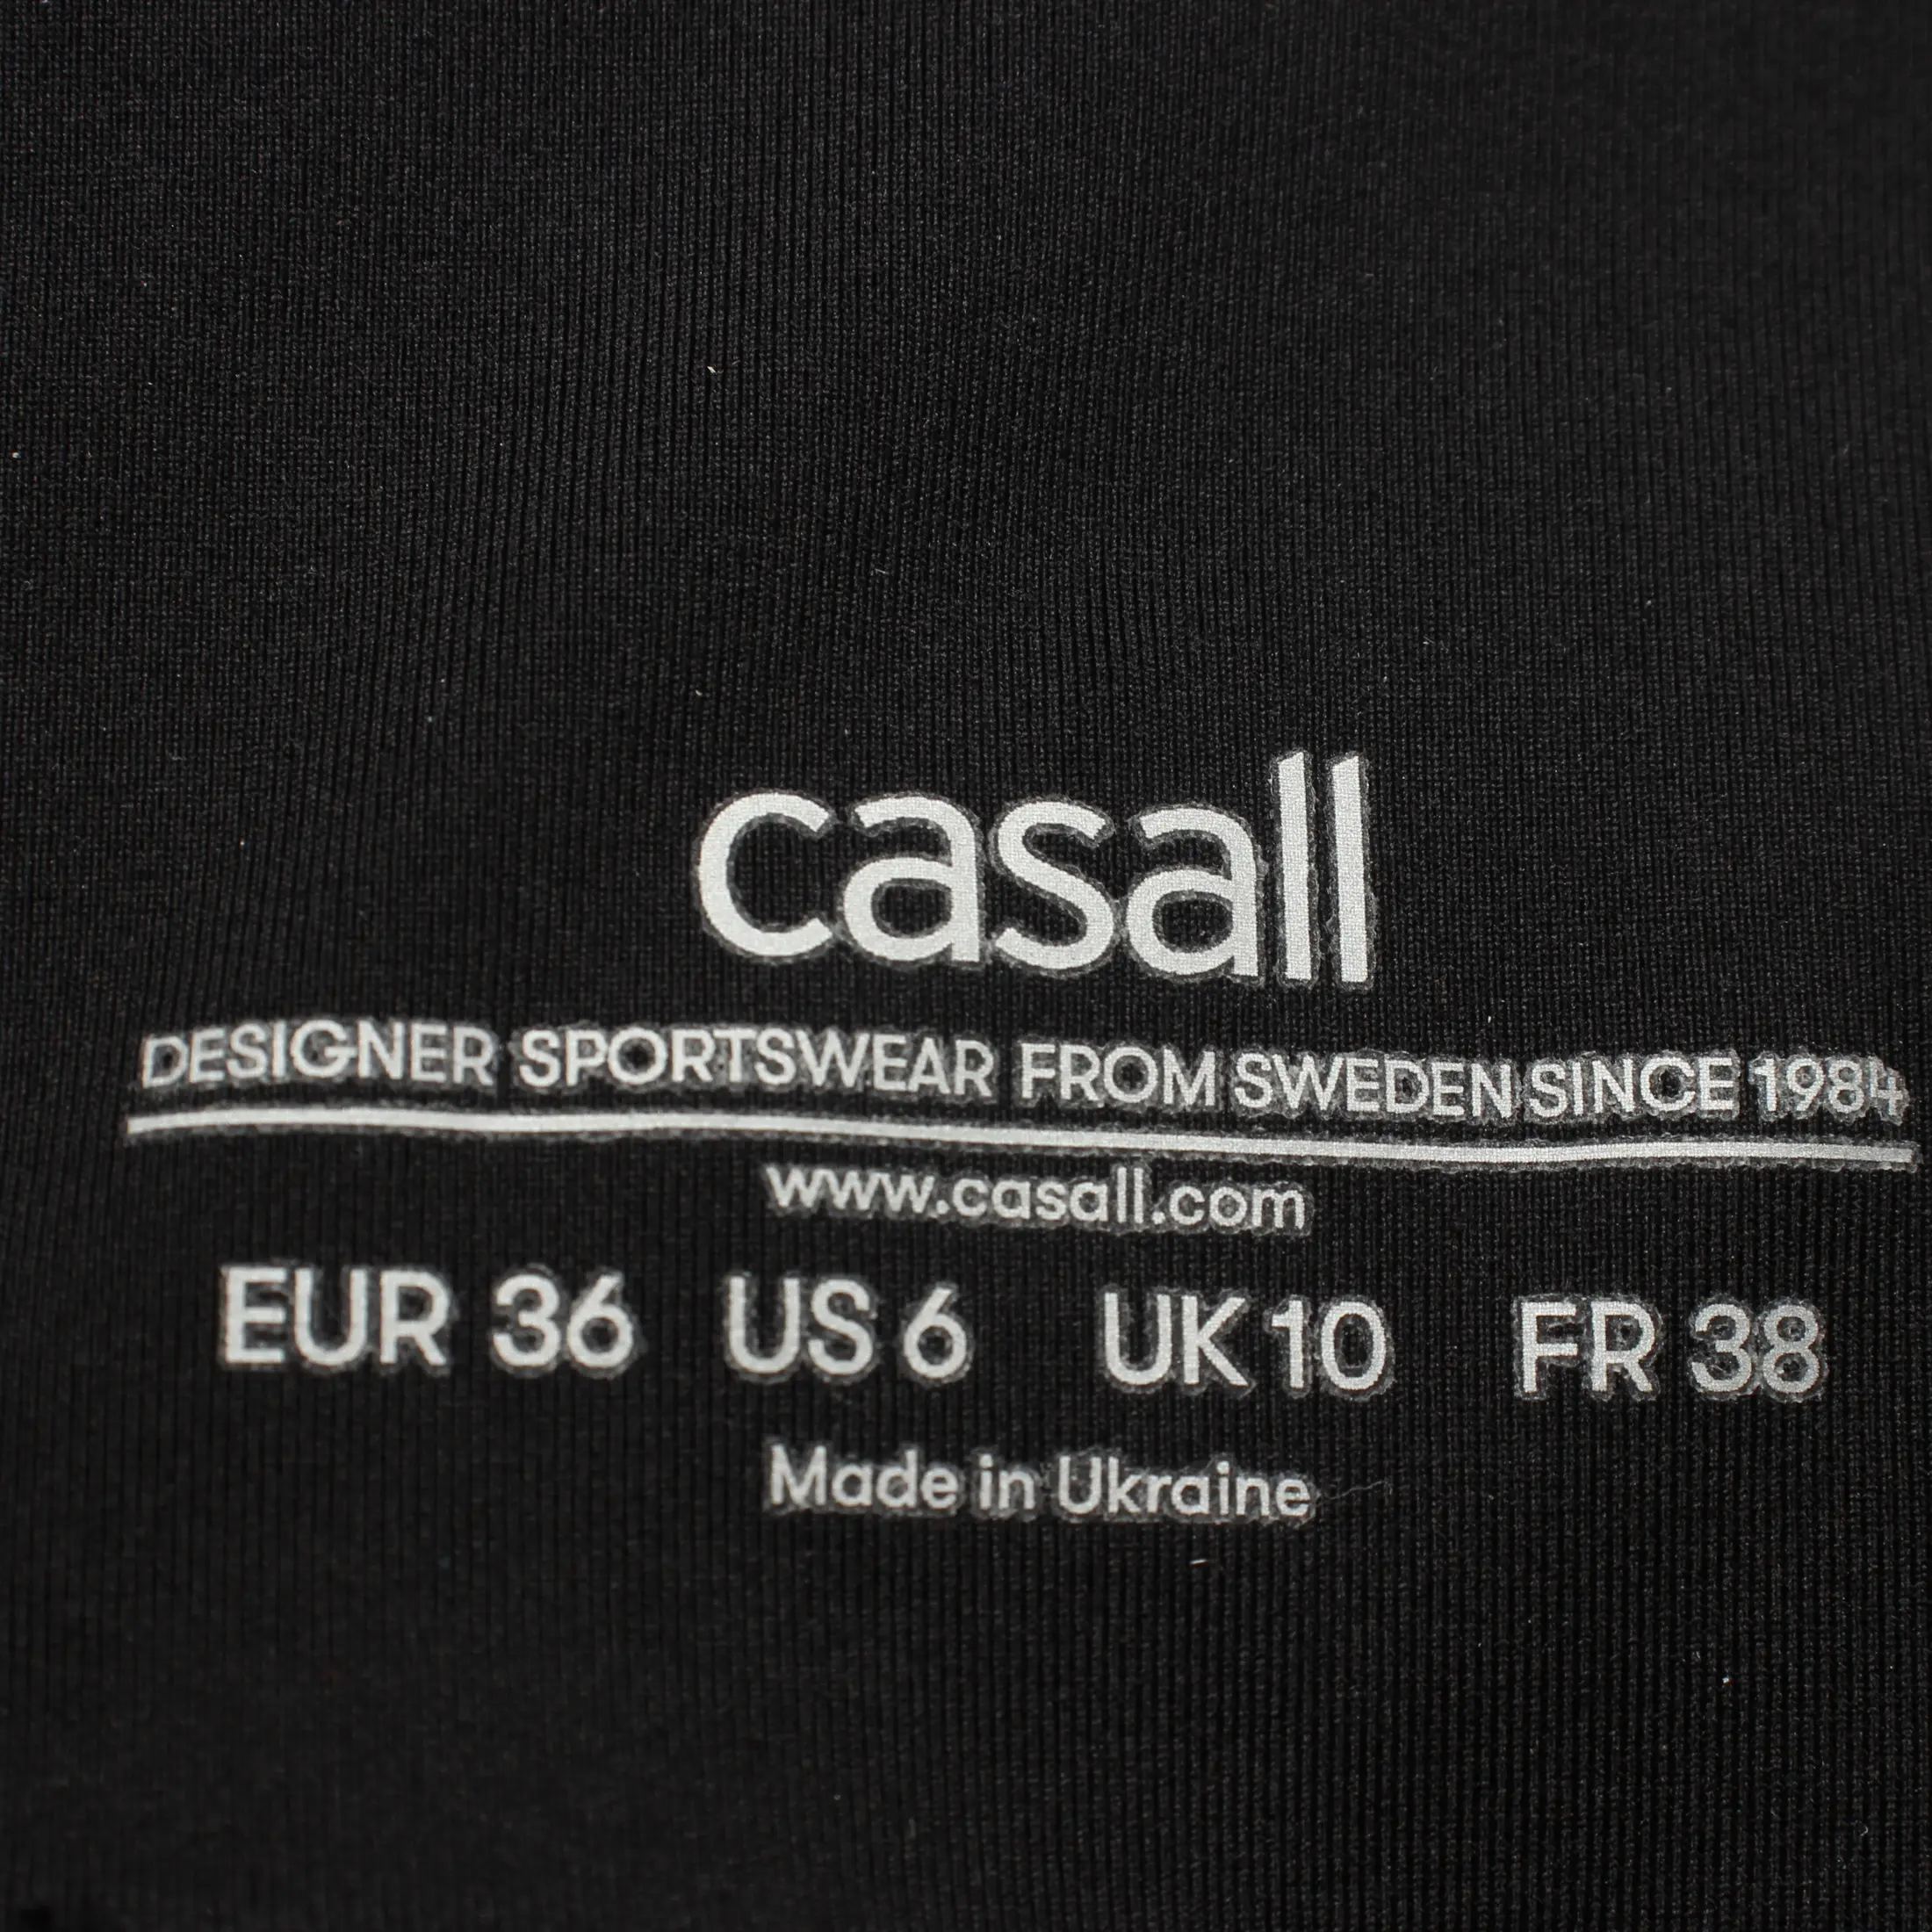 casall
DESIGNER SPORTSWEAR FROM SWEDEN SINCE 1984
www.casall.com
EUR 36 US 6 UK 10 FR 38
Made in Ukraine